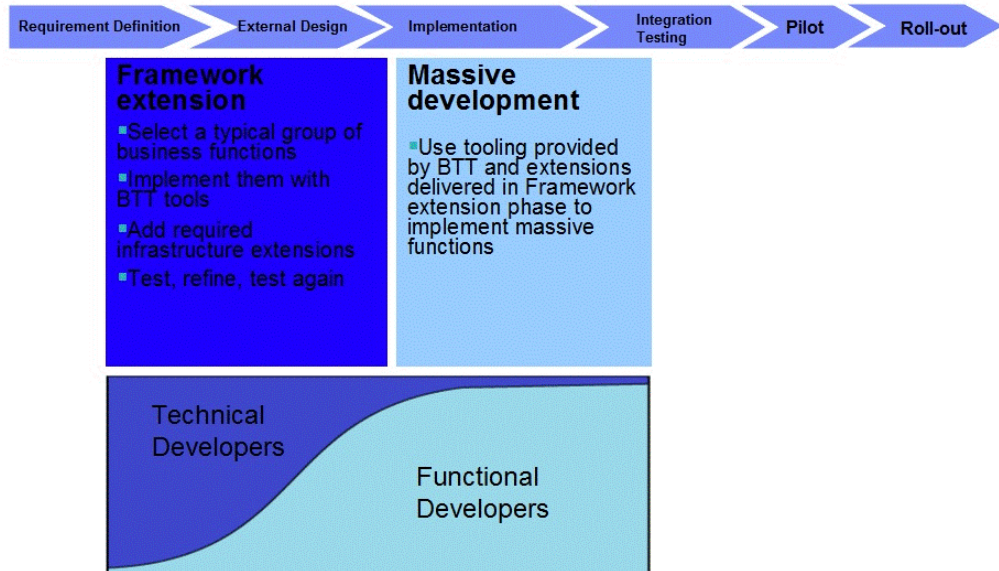 Requirement Definition
External Design
Implementation
Integration
Testing
Pilot
Roll-out
Framework
extension
▪Select a typical group of
business functions
▪Implement them with
BTT tools
▪Add required
infrastructure extensions
▪Test, refine, test again
Massive
development
▪Use tooling provided
by BTT and extensions
delivered in Framework
extension phase to
implement massive
functions
Technical
Developers
Functional
Developers